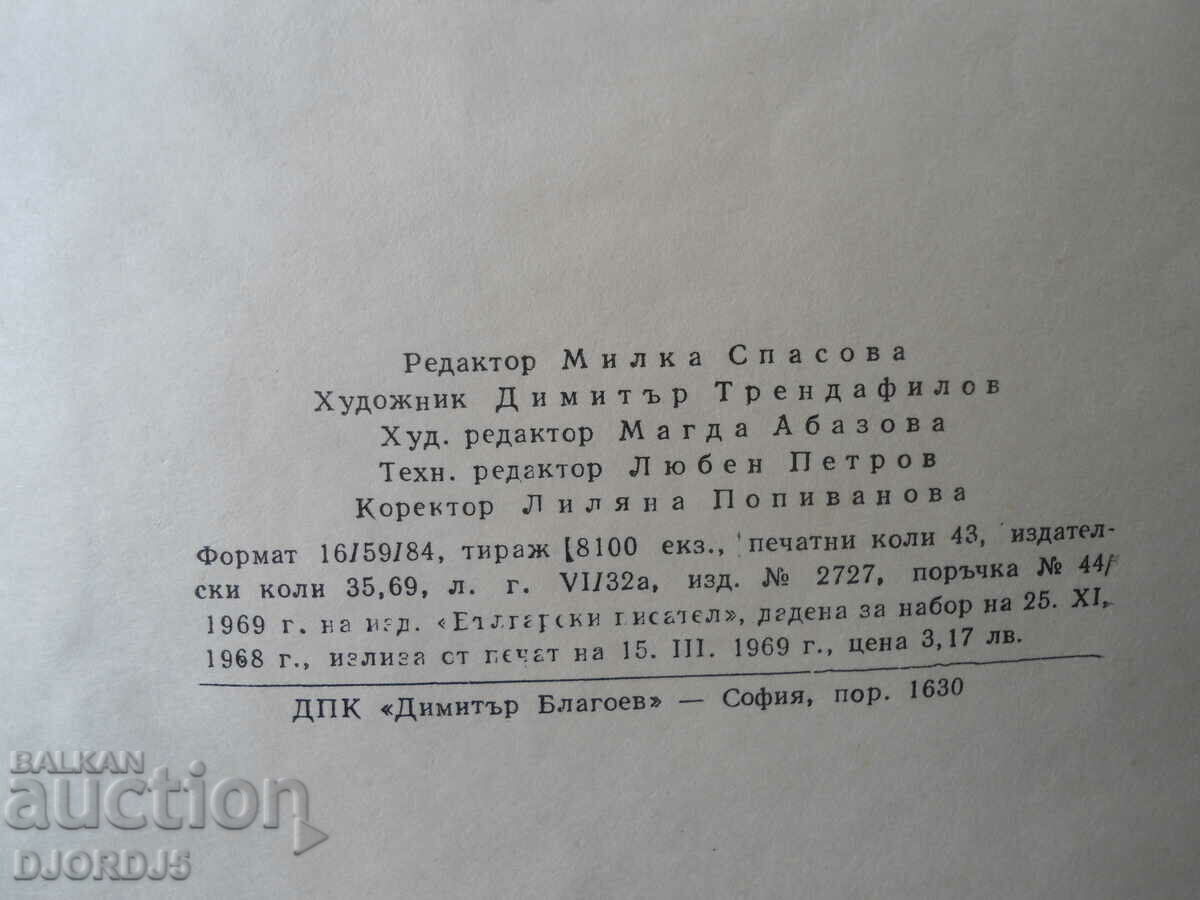 Редактор Милка Спасова
Художник Димитър Трендафилов
Худ. редактор Магда Абазова
Техн. редактор Любен Петров
Коректор Лиляна Попиванова
Формат 16/59/84, тираж 8100 екз., печатни коли 43, издател-
ски коли 35,69, л. г. VI/32а, изд. № 2727, поръчка № 44/
1969 г. на изд. «Български писател», дадена за набор на 25. XI.
1968 г., излиза от печат на 15. III. 1969 г., цена 3,17 лв.
ДПК «Димитър Благоев» — София, пор. 1630
BALKAN
auction
DJORDJ5